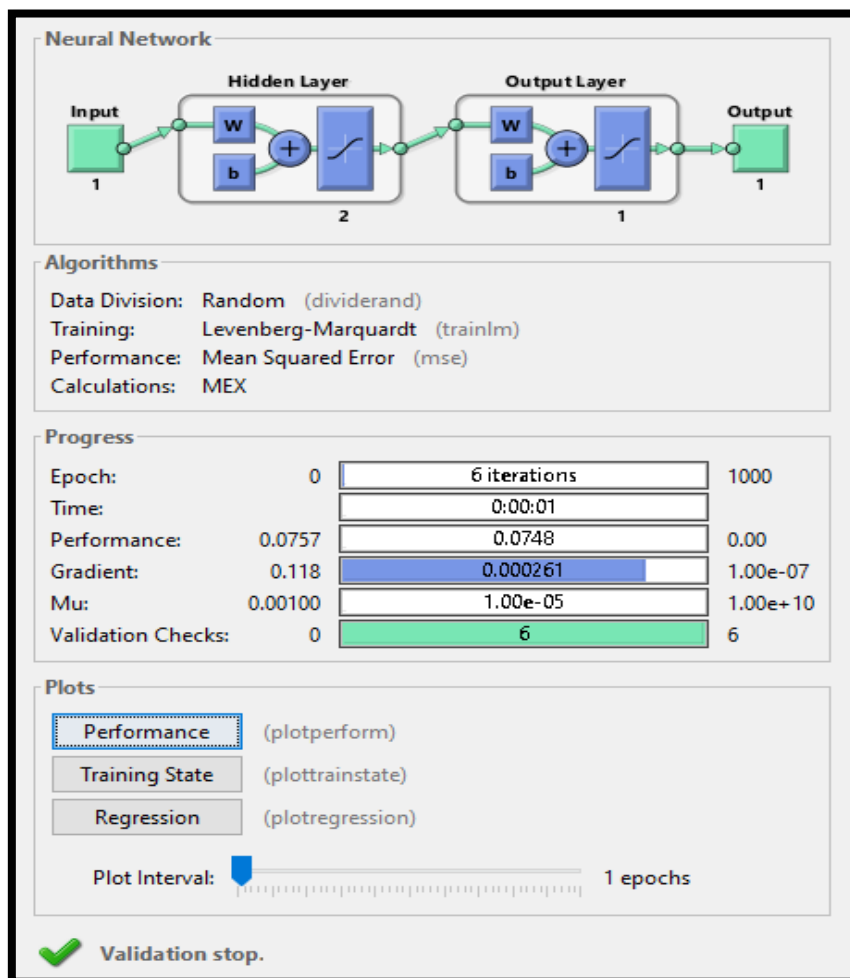 Neural Network
Hidden Layer Output Layer
Input Output
W W
+ +
b b
1 2 1 1
Algorithms
Data Division: Random (dividerand)
Training: Levenberg-Marquardt (trainlm)
Performance: Mean Squared Error (mse)
Calculations: MEX
Progress
Epoch: 0 6 iterations 1000
Time: 0:00:01
Performance: 0.0757 0.0748 0.00
Gradient: 0.118 0.000261 1.00e-07
Mu: 0.00100 1.00e-05 1.00e+10
Validation Checks: 0 6 6
Plots
Performance (plotperform)
Training State (plottrainstate)
Regression (plotregression)
Plot Interval: 1 epochs
Validation stop.